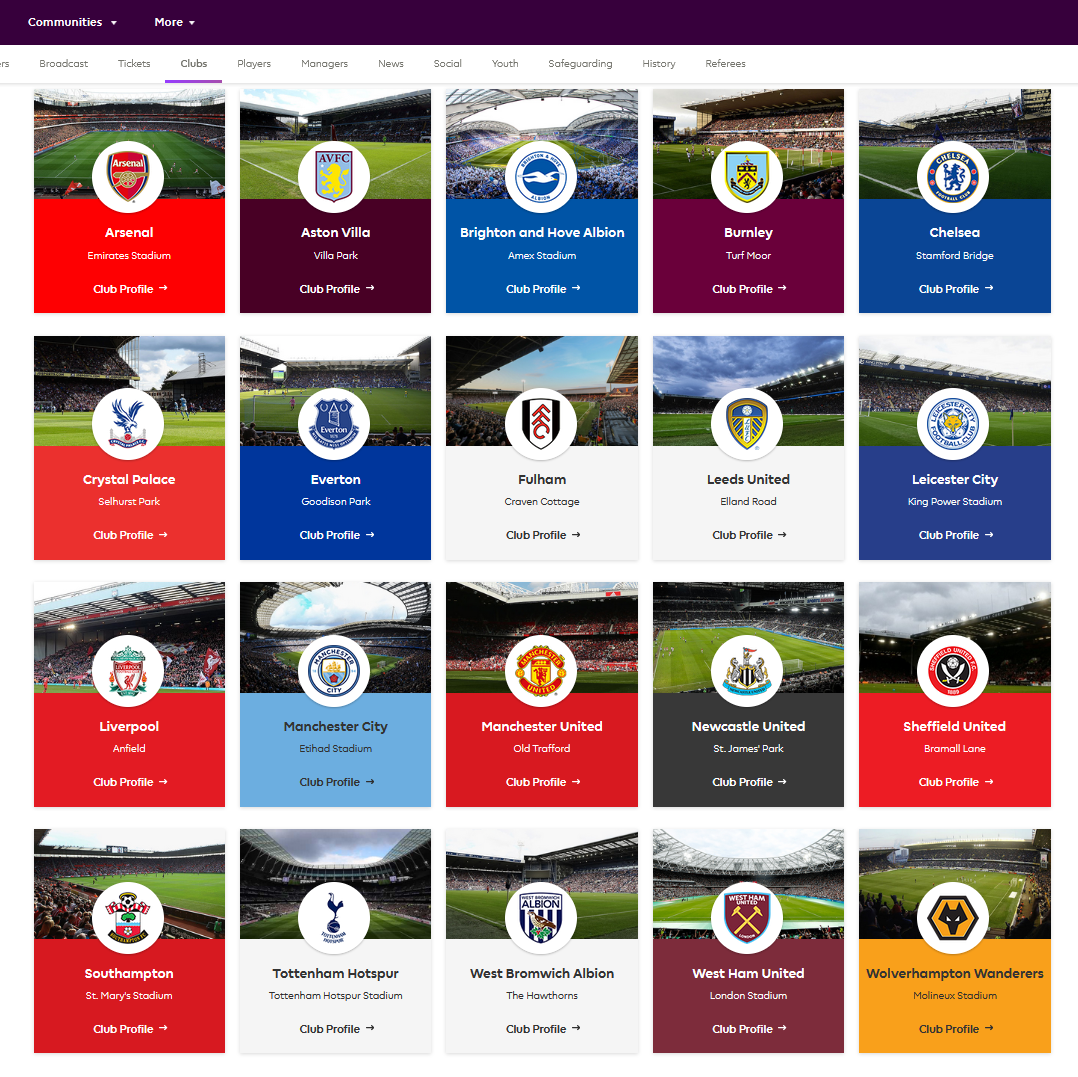 Communities
More
rs
Broadcast
Tickets
Clubs
Players
Managers
News
Social
Youth
Safeguarding
History
Referees
Arsenal
AVFC
BRIGHTON & HOVE
ALBION
CHELSEA
FOOTBALL CLUB
Arsenal
Aston Villa
Brighton and Hove Albion
Burnley
Chelsea
Emirates Stadium
Villa Park
Amex Stadium
Turf Moor
Stamford Bridge
Club Profile →
Club Profile →
Club Profile →
Club Profile →
Club Profile →
Everton
LEICESTER CITY
FOOTBALL CLUB
Crystal Palace
Everton
Fulham
Leeds United
Leicester City
Selhurst Park
Goodison Park
Craven Cottage
Elland Road
King Power Stadium
Club Profile →
Club Profile →
Club Profile →
Club Profile →
Club Profile →
LIVERPOOL
MANCHESTER
CITY
MANCHESTER
UNITED
SHEFFIELD UNITED F.C.
1889
Liverpool
Manchester City
Manchester United
Newcastle United
Sheffield United
Anfield
Etihad Stadium
Old Trafford
St. James' Park
Bramall Lane
Club Profile →
Club Profile →
Club Profile →
Club Profile →
Club Profile →
TOTTENHAM
HOTSPUR
WEST BROMWICH
ALBION
WEST HAM
UNITED
LONDON
Southampton
Tottenham Hotspur
West Bromwich Albion
West Ham United
Wolverhampton Wanderers
St. Mary's Stadium
Tottenham Hotspur Stadium
The Hawthorns
London Stadium
Molineux Stadium
Club Profile →
Club Profile →
Club Profile →
Club Profile →
Club Profile →